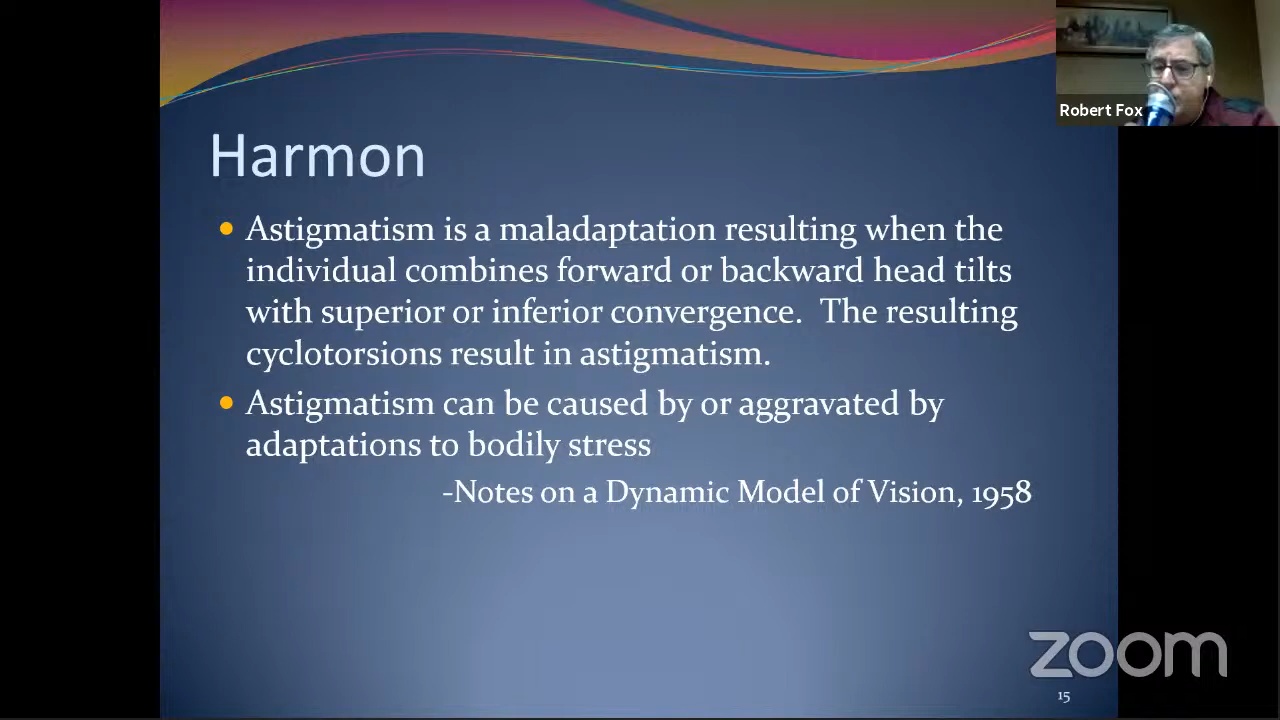 Robert Fox
Harmon
Astigmatism is a maladaptation resulting when the
individual combines forward or backward head tilts
with superior or inferior convergence.  The resulting
cyclotorsions result in astigmatism.
Astigmatism can be caused by or aggravated by
adaptations to bodily stress
-Notes on a Dynamic Model of Vision, 1958
zoom
15